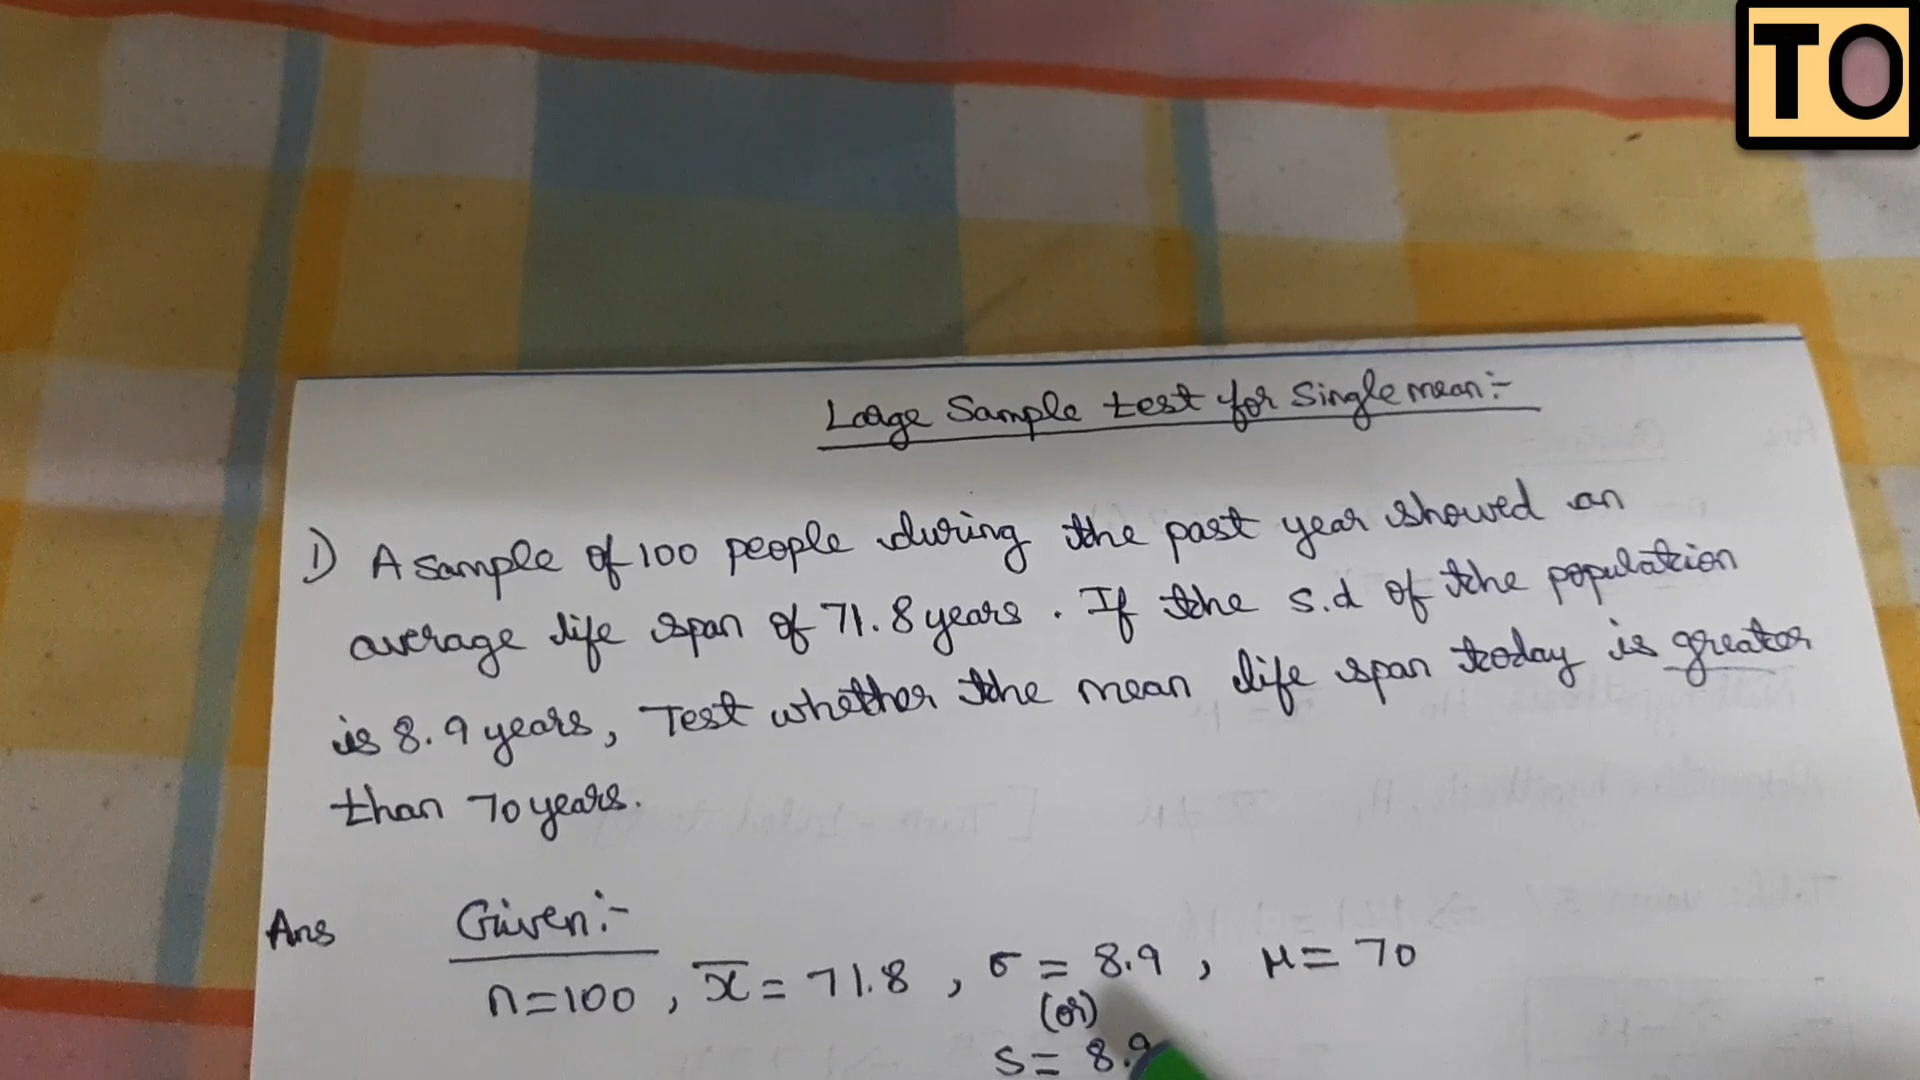 TO
Large Sample test for Single mean:-
1) A sample of 100 people during the past year showed an
average life span of 71.8 years. If the s.d of the population
is 8.9 years, Test whether the mean life span today is greater
than 70 years.
Ans Given:-
n=100, x̄ = 71.8, σ = 8.9, μ = 70
(or)
S = 8.9